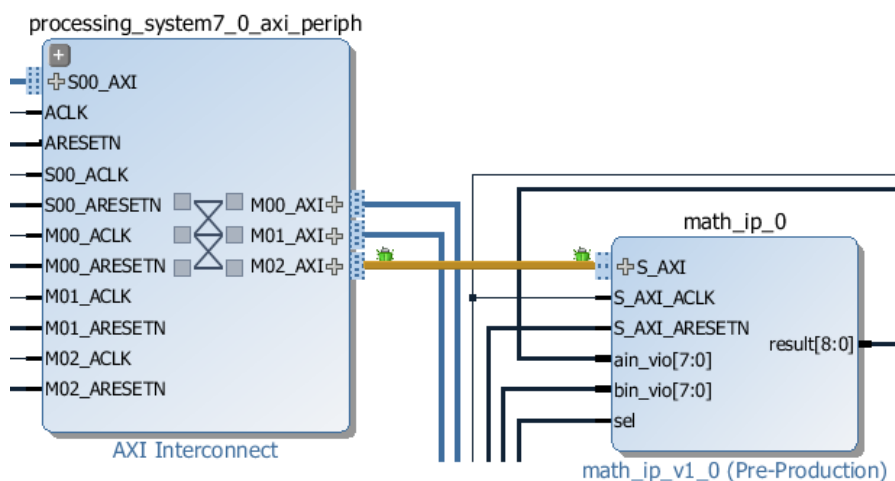 processing_system7_0_axi_periph
S00_AXI
ACLK
ARESETN
S00_ACLK
S00_ARESETN
M00_AXI
M00_ACLK
M01_AXI
M00_ARESETN
M02_AXI
M01_ACLK
M01_ARESETN
M02_ACLK
M02_ARESETN
AXI Interconnect
math_ip_0
S_AXI
S_AXI_ACLK
S_AXI_ARESETN
result[8:0]
ain_vio[7:0]
bin_vio[7:0]
sel
math_ip_v1_0 (Pre-Production)